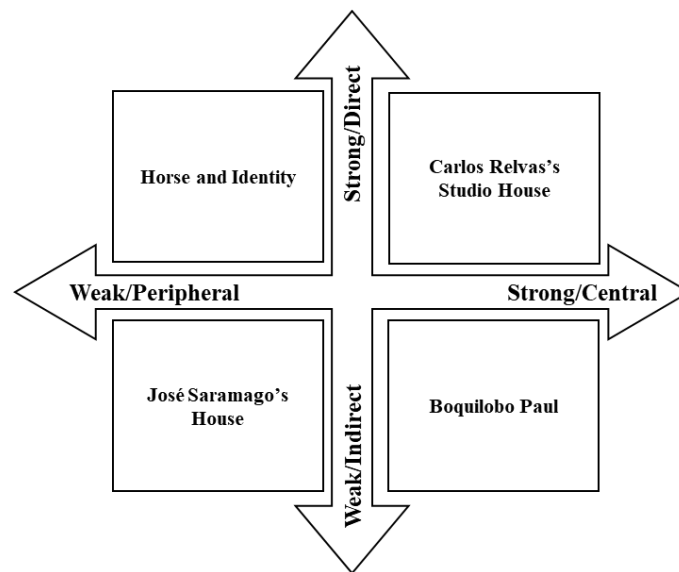 Strong/Direct
Horse and Identity
Carlos Relvas's
Studio House
Weak/Peripheral
Strong/Central
José Saramago's
House
Boquilobo Paul
Weak/Indirect